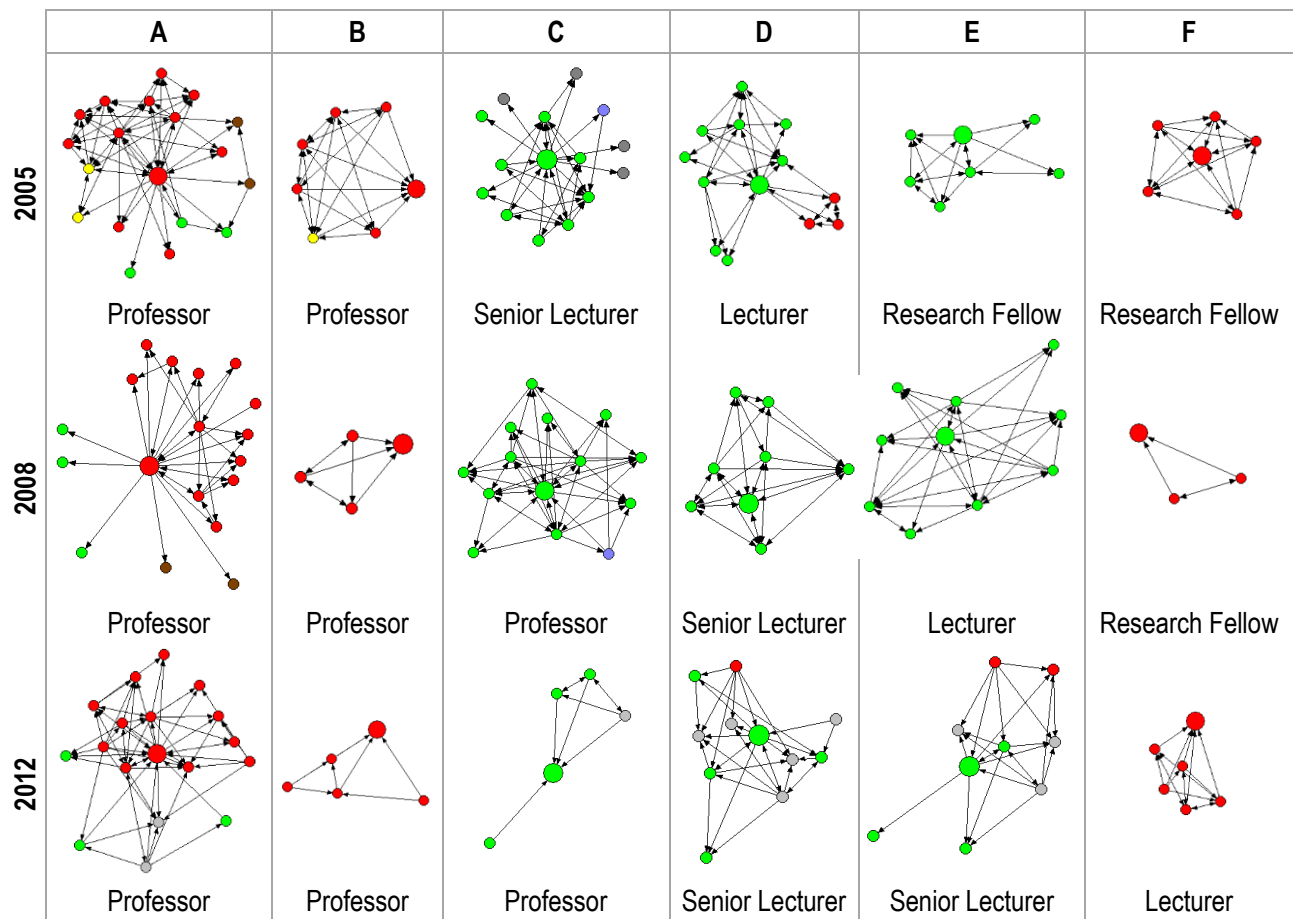 A B C D E F
2005
Professor Professor Senior Lecturer Lecturer Research Fellow Research Fellow
2008
Professor Professor Professor Senior Lecturer Lecturer Research Fellow
2012
Professor Professor Professor Senior Lecturer Senior Lecturer Lecturer